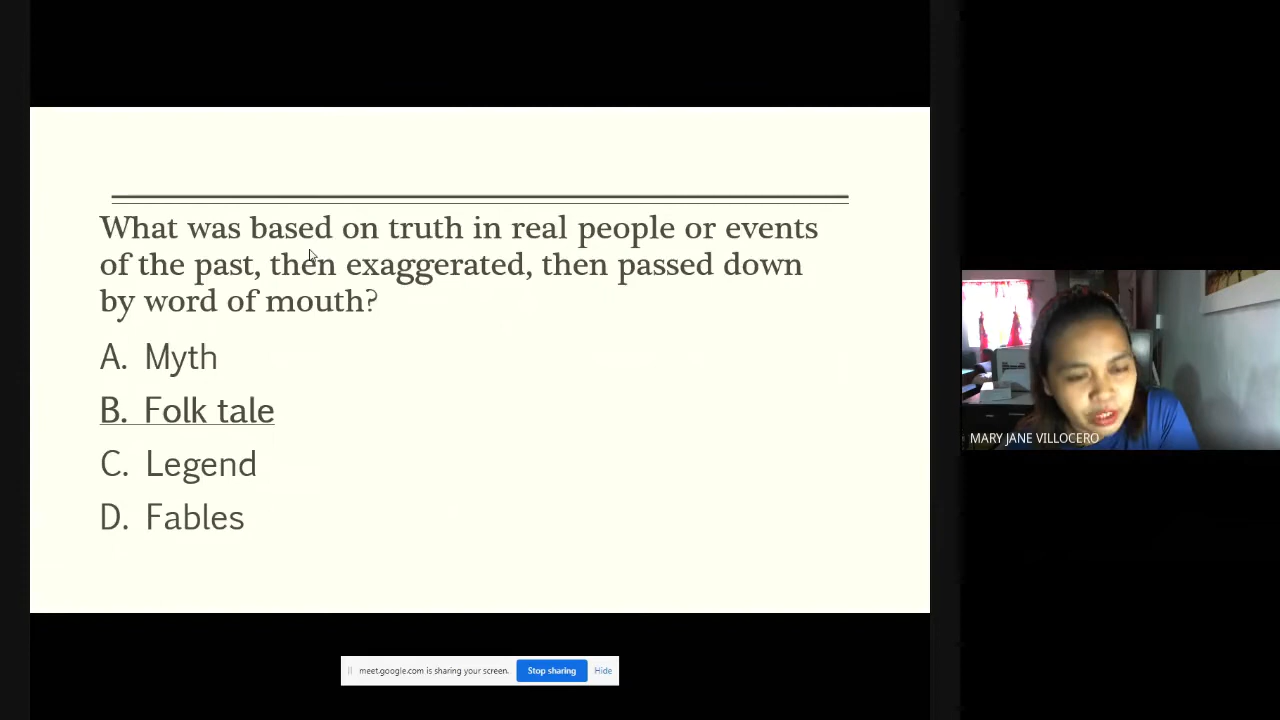 What was based on truth in real people or events
of the past, then exaggerated, then passed down
by word of mouth?
A. Myth
B. Folk tale
C. Legend
D. Fables
MARY JANE VILLOCERO
meet.google.com is sharing your screen.
Stop sharing
Hide